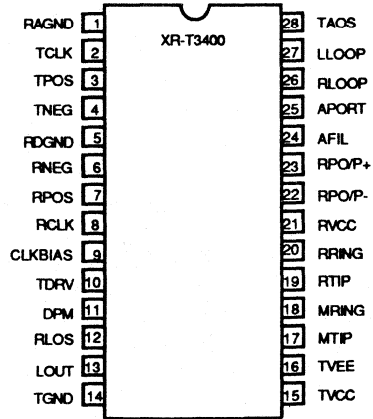 XR-T3400
RAGND 1 28 TAOS
TCLK 2 27 LLOOP
TPOS 3 26 RLOOP
TNEG 4 25 APORT
RDGND 5 24 AFIL
RNEG 6 23 RPO/P+
RPOS 7 22 RPO/P-
RCLK 8 21 RVCC
CLKBIAS 9 20 RRING
TDRV 10 19 RTIP
DPM 11 18 MRING
RLOS 12 17 MTIP
LOUT 13 16 TVEE
TGND 14 15 TVCC